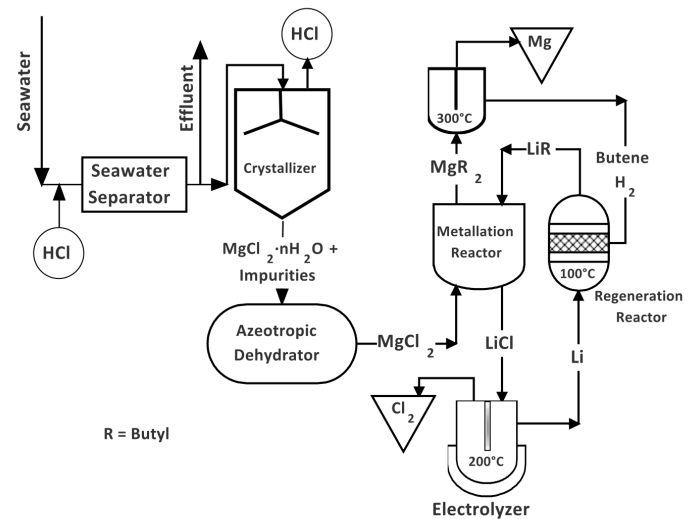 HCl
Mg
Seawater
Effluent
300°C
Butene
H2
LiR
MgR2
Seawater
Separator
Crystallizer
HCl
Metallation
Reactor
100°C
Regeneration
Reactor
MgCl2·nH2O +
Impurities
Azeotropic
Dehydrator
MgCl2
LiCl
Li
Cl2
R = Butyl
200°C
Electrolyzer